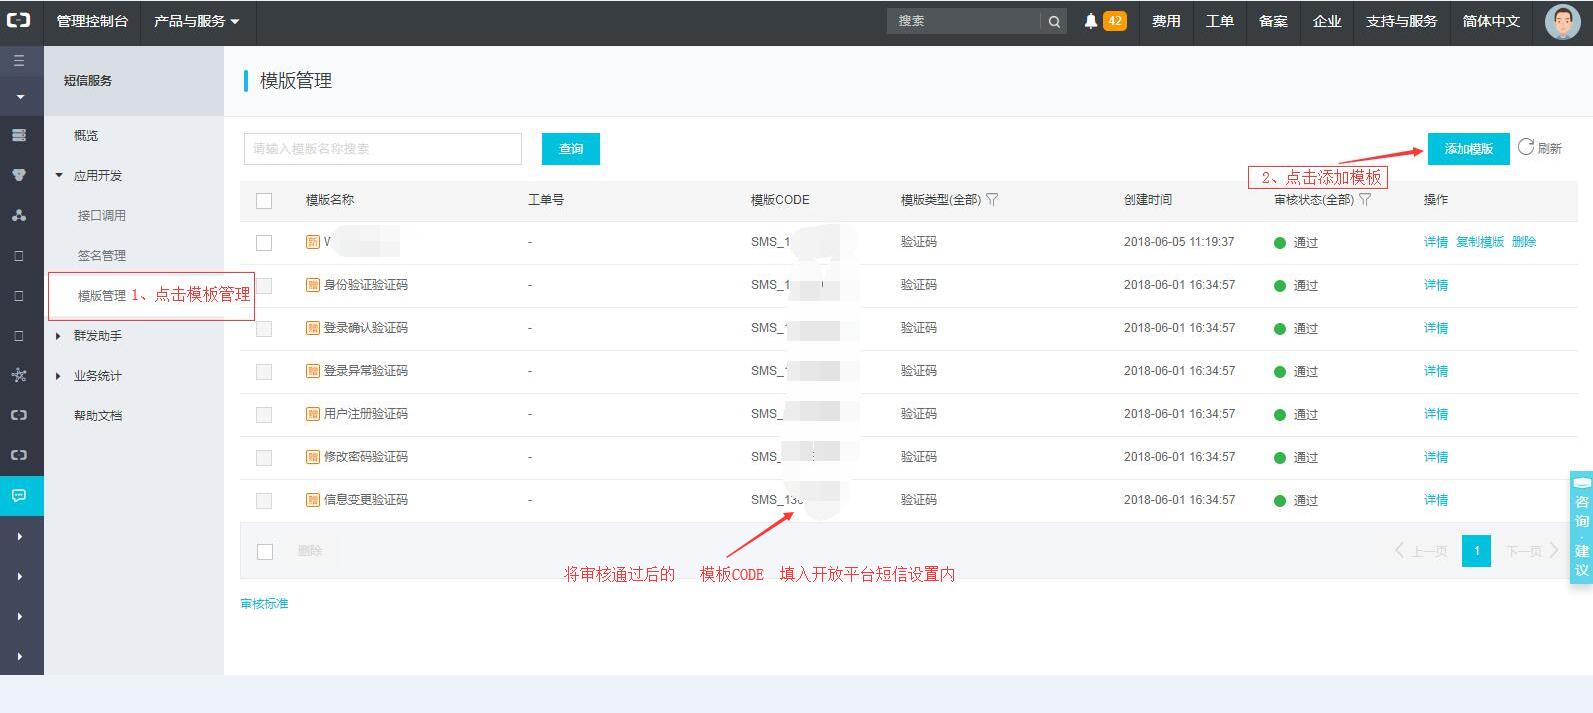 管理控制台 产品与服务 搜索 42 费用 工单 备案 企业 支持与服务 简体中文
短信服务
概览
应用开发
接口调用
签名管理
模版管理 1、点击模板管理
群发助手
业务统计
帮助文档
模版管理
请输入模版名称搜索 查询 添加模版 刷新
2、点击添加模板
模版名称 工单号 模版CODE 模版类型(全部) 创建时间 审核状态(全部) 操作
新 - SMS_1 验证码 2018-06-05 11:19:37 通过 详情 复制模版 删除
赠 身份验证验证码 - SMS_1 验证码 2018-06-01 16:34:57 通过 详情
赠 登录确认验证码 - SMS_ 验证码 2018-06-01 16:34:57 通过 详情
赠 登录异常验证码 - SMS_ 验证码 2018-06-01 16:34:57 通过 详情
赠 用户注册验证码 - SMS_ 验证码 2018-06-01 16:34:57 通过 详情
赠 修改密码验证码 - SMS_ 验证码 2018-06-01 16:34:57 通过 详情
赠 信息变更验证码 - SMS_13 验证码 2018-06-01 16:34:57 通过 详情
删除 上一页 1 下一页
将审核通过后的 模板CODE 填入开放平台短信设置内
审核标准
咨询·建议